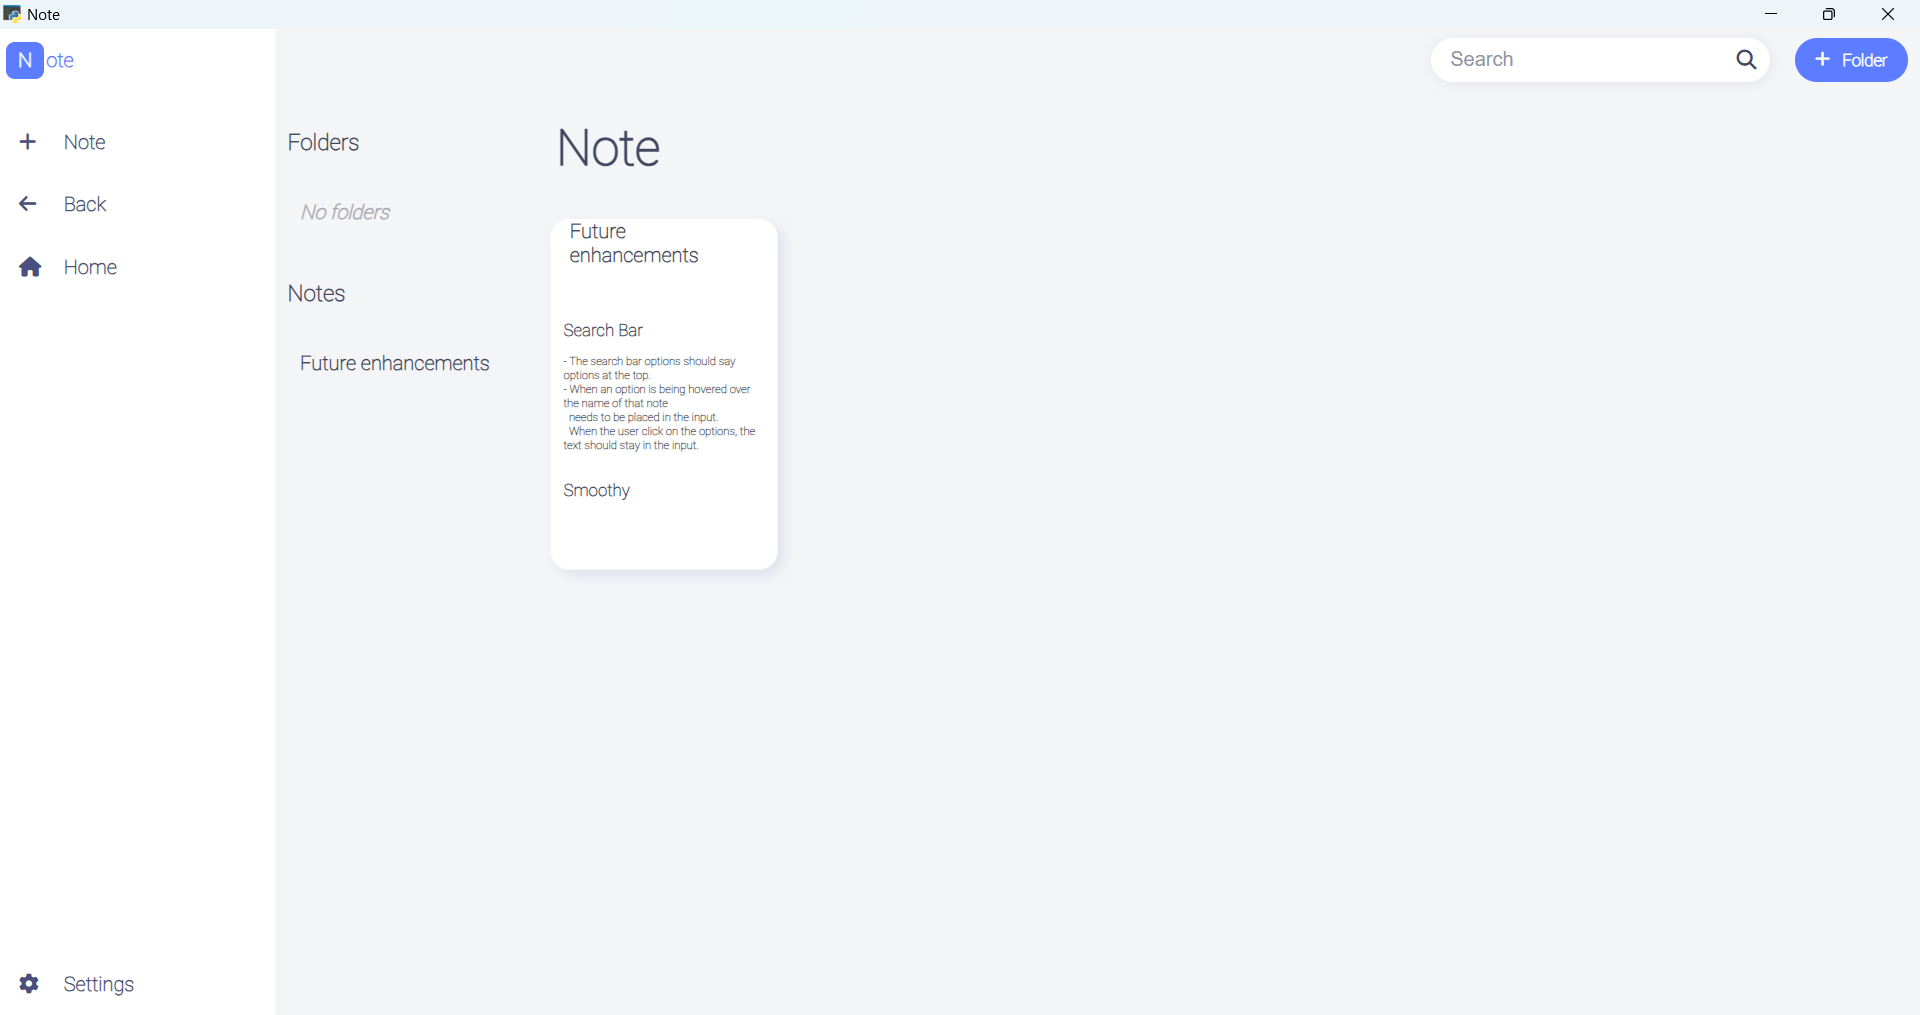 Note
Note
Search
Folder
Note
Back
Home
Settings
Folders
No folders
Notes
Future enhancements
Note
Future
enhancements
Search Bar
- The search bar options should say
options at the top.
- When an option is being hovered over
the name of that note
needs to be placed in the input.
When the user click on the options, the
text should stay in the input.
Smoothy